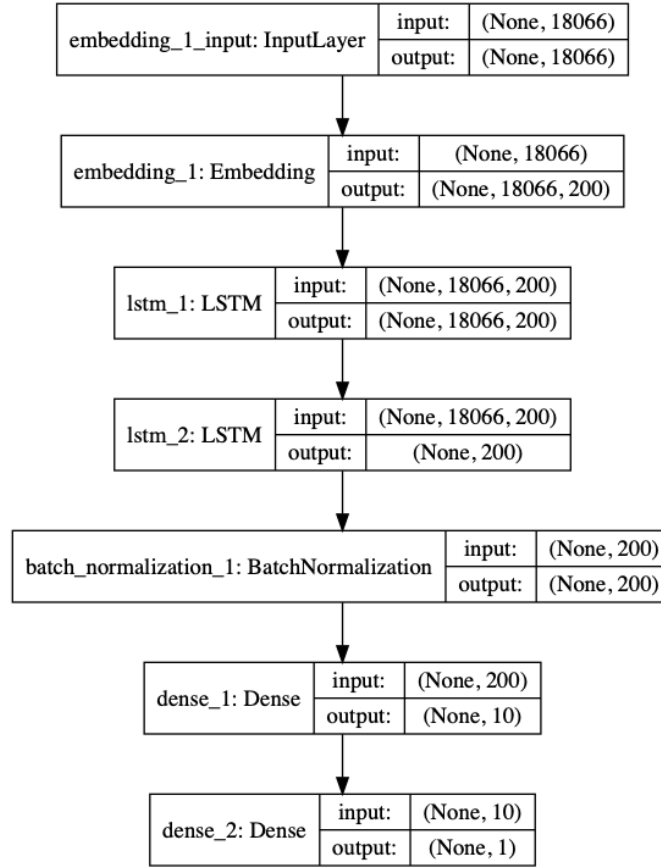 embedding_1_input: InputLayer
input: (None, 18066)
output: (None, 18066)
embedding_1: Embedding
input: (None, 18066)
output: (None, 18066, 200)
lstm_1: LSTM
input: (None, 18066, 200)
output: (None, 18066, 200)
lstm_2: LSTM
input: (None, 18066, 200)
output: (None, 200)
batch_normalization_1: BatchNormalization
input: (None, 200)
output: (None, 200)
dense_1: Dense
input: (None, 200)
output: (None, 10)
dense_2: Dense
input: (None, 10)
output: (None, 1)